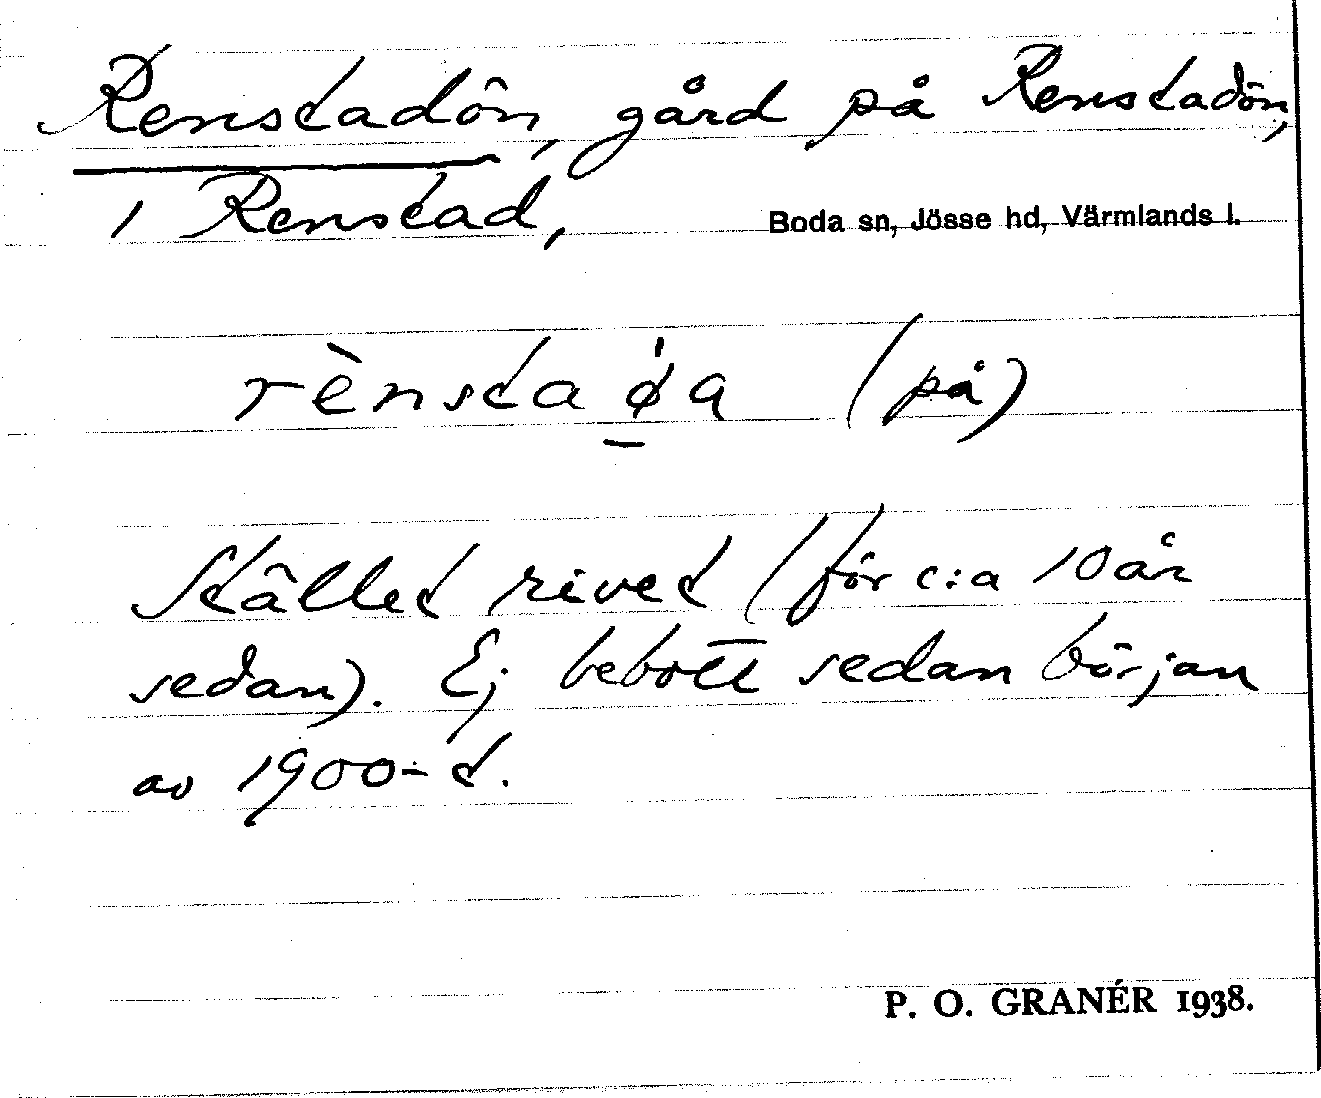 Renstadön, gård på Renstadön,
i Renstad, Boda sn, Jösse hd, Värmlands l.
rènsta ø̱̍a (på)
Stället rivet (för c:a 10 år
sedan). Ej bebott sedan början
av 1900-t.
P. O. GRANÉR 1938.